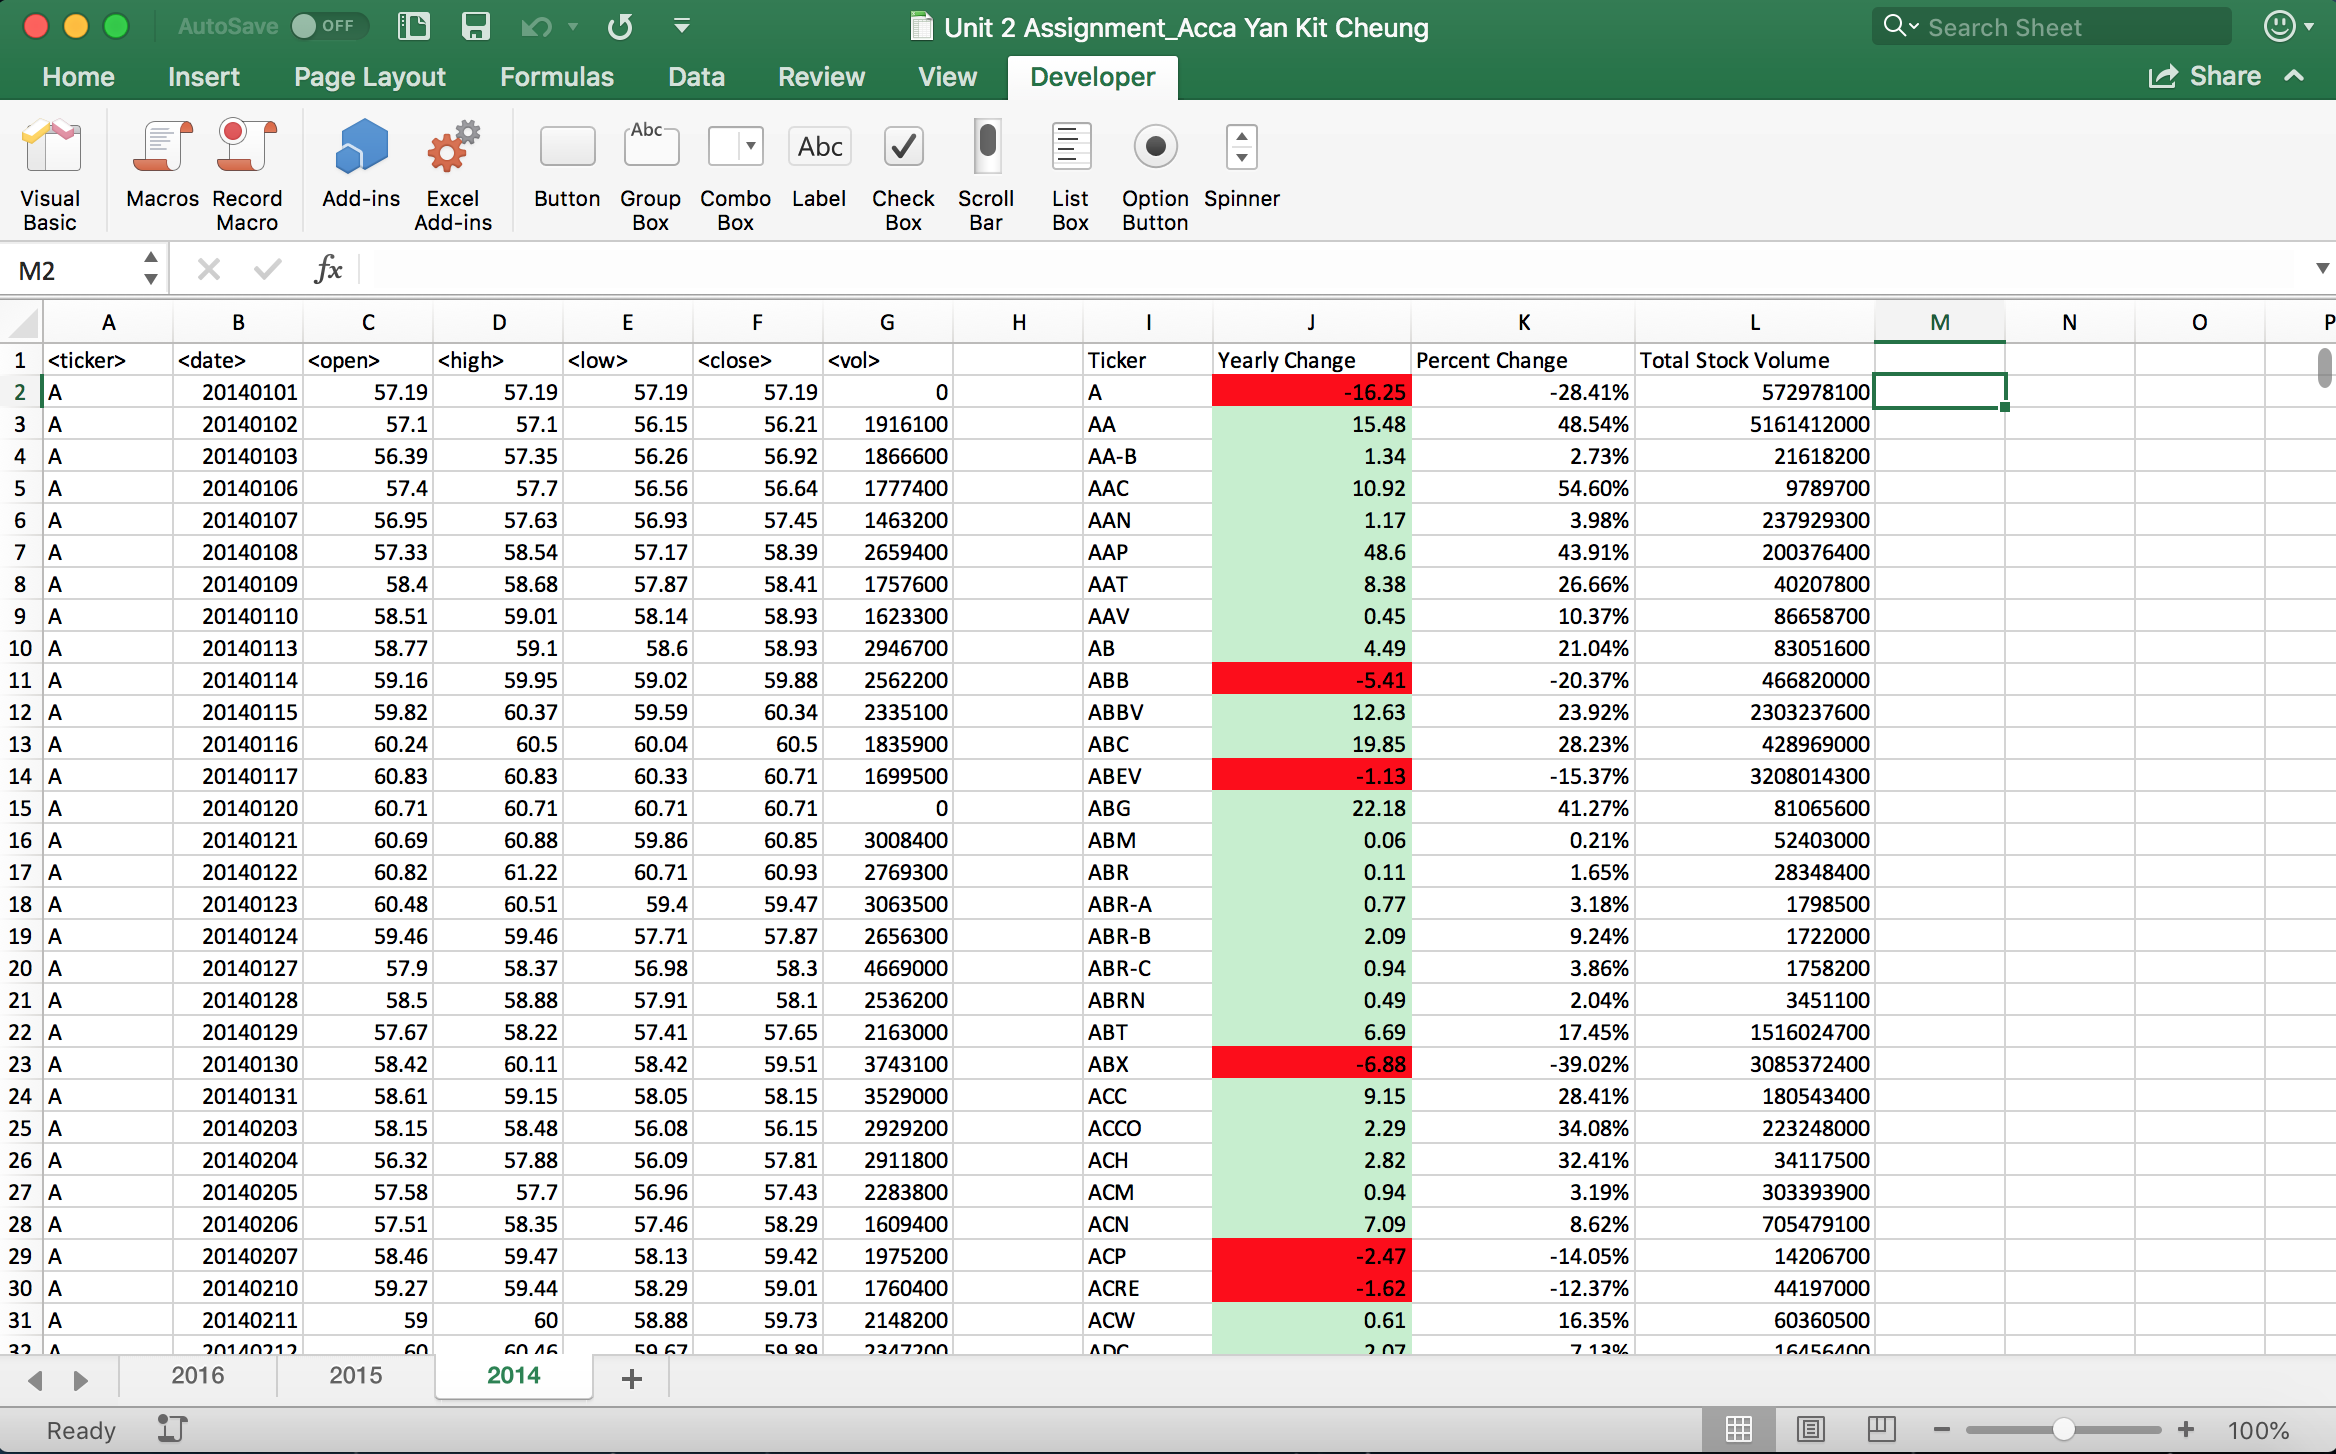 AutoSave OFF Unit 2 Assignment_Acca Yan Kit Cheung Search Sheet
Home Insert Page Layout Formulas Data Review View Developer Share
Abc Abc
Visual Basic Macros Record Macro Add-ins Excel Add-ins Button Group Box Combo Box Label Check Box Scroll Bar List Box Option Button Spinner
M2 fx
A B C D E F G H I J K L M N O P
1 <ticker> <date> <open> <high> <low> <close> <vol> Ticker Yearly Change Percent Change Total Stock Volume
2 A 20140101 57.19 57.19 57.19 57.19 0 A -16.25 -28.41% 572978100
3 A 20140102 57.1 57.1 56.15 56.21 1916100 AA 15.48 48.54% 5161412000
4 A 20140103 56.39 57.35 56.26 56.92 1866600 AA-B 1.34 2.73% 21618200
5 A 20140106 57.4 57.7 56.56 56.64 1777400 AAC 10.92 54.60% 9789700
6 A 20140107 56.95 57.63 56.93 57.45 1463200 AAN 1.17 3.98% 237929300
7 A 20140108 57.33 58.54 57.17 58.39 2659400 AAP 48.6 43.91% 200376400
8 A 20140109 58.4 58.68 57.87 58.41 1757600 AAT 8.38 26.66% 40207800
9 A 20140110 58.51 59.01 58.14 58.93 1623300 AAV 0.45 10.37% 86658700
10 A 20140113 58.77 59.1 58.6 58.93 2946700 AB 4.49 21.04% 83051600
11 A 20140114 59.16 59.95 59.02 59.88 2562200 ABB -5.41 -20.37% 466820000
12 A 20140115 59.82 60.37 59.59 60.34 2335100 ABBV 12.63 23.92% 2303237600
13 A 20140116 60.24 60.5 60.04 60.5 1835900 ABC 19.85 28.23% 428969000
14 A 20140117 60.83 60.83 60.33 60.71 1699500 ABEV -1.13 -15.37% 3208014300
15 A 20140120 60.71 60.71 60.71 60.71 0 ABG 22.18 41.27% 81065600
16 A 20140121 60.69 60.88 59.86 60.85 3008400 ABM 0.06 0.21% 52403000
17 A 20140122 60.82 61.22 60.71 60.93 2769300 ABR 0.11 1.65% 28348400
18 A 20140123 60.48 60.51 59.4 59.47 3063500 ABR-A 0.77 3.18% 1798500
19 A 20140124 59.46 59.46 57.71 57.87 2656300 ABR-B 2.09 9.24% 1722000
20 A 20140127 57.9 58.37 56.98 58.3 4669000 ABR-C 0.94 3.86% 1758200
21 A 20140128 58.5 58.88 57.91 58.1 2536200 ABRN 0.49 2.04% 3451100
22 A 20140129 57.67 58.22 57.41 57.65 2163000 ABT 6.69 17.45% 1516024700
23 A 20140130 58.42 60.11 58.42 59.51 3743100 ABX -6.88 -39.02% 3085372400
24 A 20140131 58.61 59.15 58.05 58.15 3529000 ACC 9.15 28.41% 180543400
25 A 20140203 58.15 58.48 56.08 56.15 2929200 ACCO 2.29 34.08% 223248000
26 A 20140204 56.32 57.88 56.09 57.81 2911800 ACH 2.82 32.41% 34117500
27 A 20140205 57.58 57.7 56.96 57.43 2283800 ACM 0.94 3.19% 303393900
28 A 20140206 57.51 58.35 57.46 58.29 1609400 ACN 7.09 8.62% 705479100
29 A 20140207 58.46 59.47 58.13 59.42 1975200 ACP -2.47 -14.05% 14206700
30 A 20140210 59.27 59.44 58.29 59.01 1760400 ACRE -1.62 -12.37% 44197000
31 A 20140211 59 60 58.88 59.73 2148200 ACW 0.61 16.35% 60360500
32 A 20140212 60 60.46 59.67 59.89 2347200 ADC 2.07 7.13% 16456400
2016 2015 2014
Ready 100%